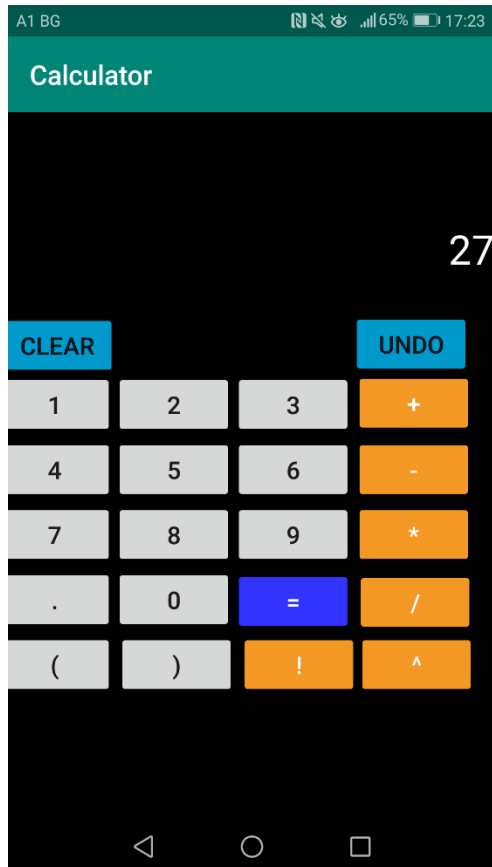 A1 BG 65% 17:23
Calculator
27
CLEAR UNDO
1 2 3 +
4 5 6 -
7 8 9 *
. 0 = /
( ) ! ^